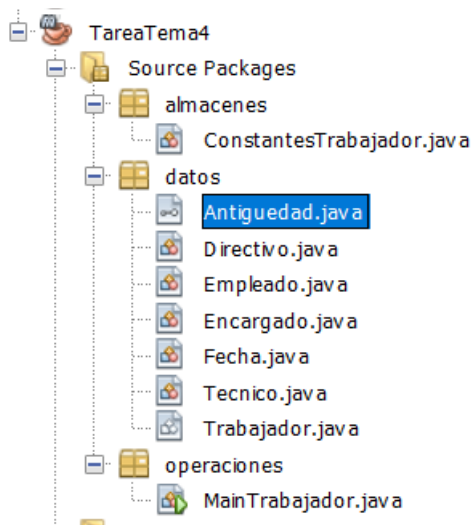 TareaTema4
Source Packages
almacenes
ConstantesTrabajador.java
datos
Antiguedad.java
Directivo.java
Empleado.java
Encargado.java
Fecha.java
Tecnico.java
Trabajador.java
operaciones
MainTrabajador.java